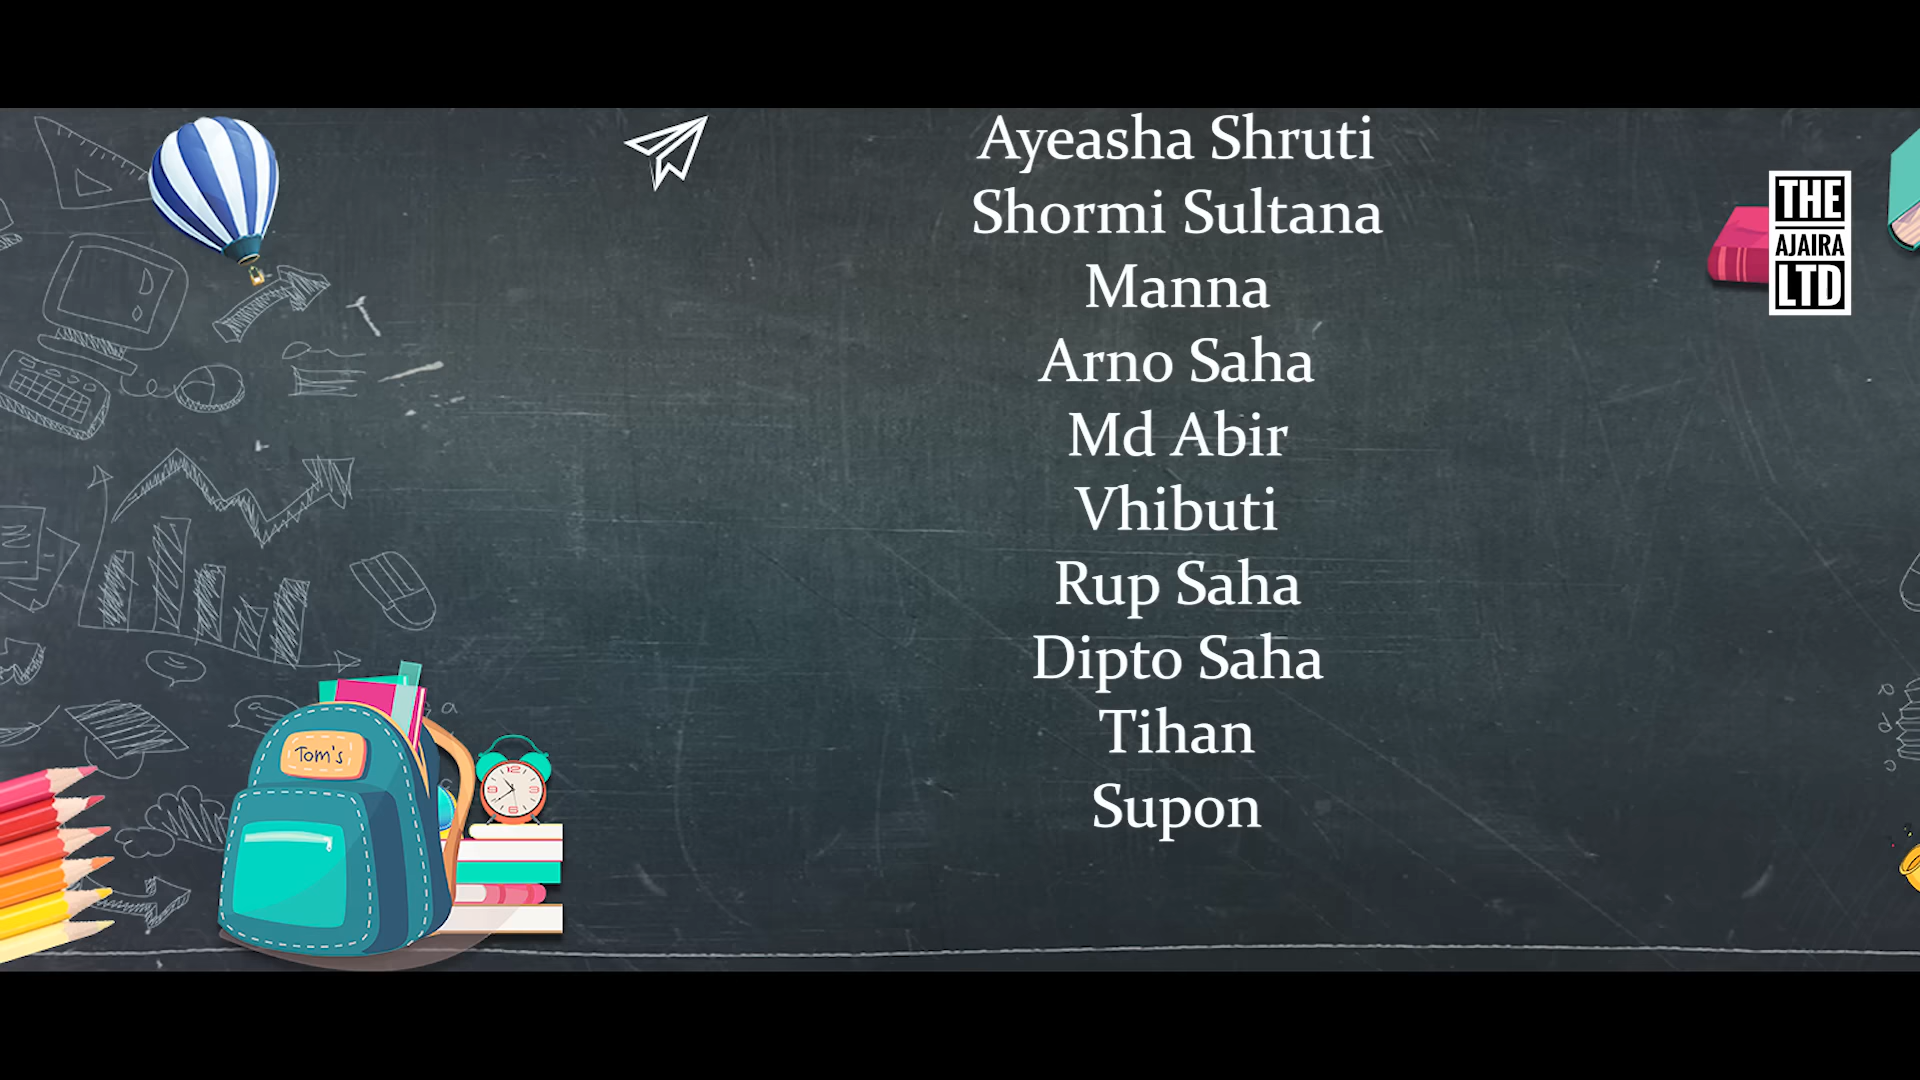 Ayeasha Shruti
Shormi Sultana
Manna
Arno Saha
Md Abir
Vhibuti
Rup Saha
Dipto Saha
Tihan
Supon
THE
AJAIRA
LTD
Tom's